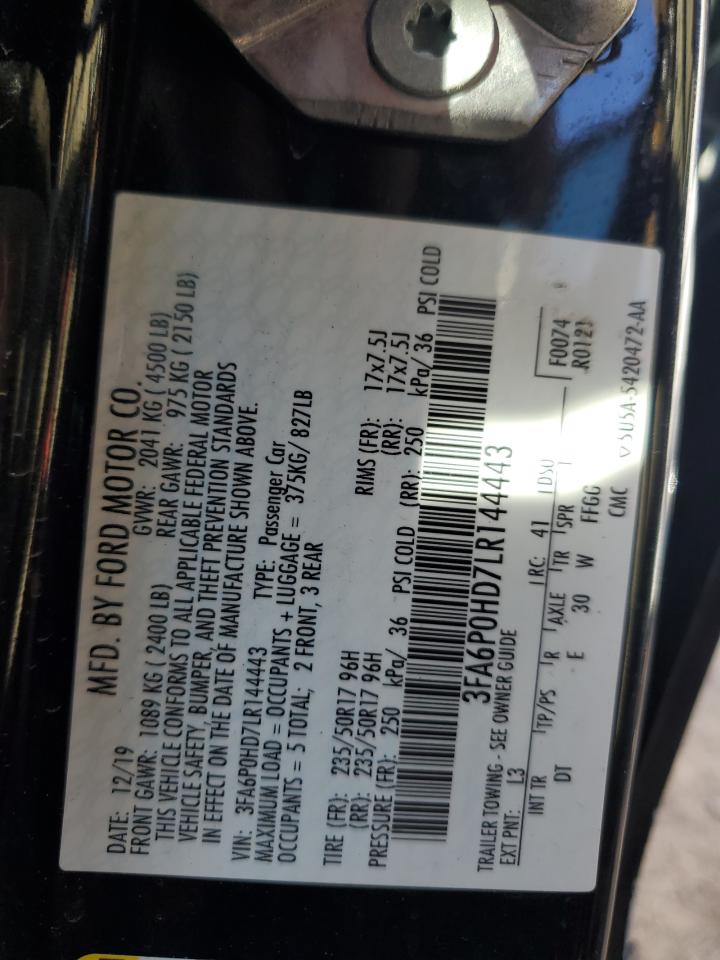 MFD. BY FORD MOTOR CO.
DATE: 12/19 GVWR: 2041 KG ( 4500 LB)
FRONT GAWR: 1089 KG ( 2400 LB) REAR GAWR: 975 KG ( 2150 LB)
THIS VEHICLE CONFORMS TO ALL APPLICABLE FEDERAL MOTOR
VEHICLE SAFETY, BUMPER, AND THEFT PREVENTION STANDARDS
IN EFFECT ON THE DATE OF MANUFACTURE SHOWN ABOVE.
VIN: 3FA6P0HD7LR144443 TYPE: Passenger Car
MAXIMUM LOAD = OCCUPANTS + LUGGAGE = 375KG/ 827LB
OCCUPANTS = 5 TOTAL; 2 FRONT, 3 REAR
TIRE (FR): 235/50R17 96H RIMS (FR): 17x7.5J
(RR): 235/50R17 96H (RR): 17x7.5J
PRESSURE (FR): 250 kPa/ 36 PSI COLD (RR): 250 kPa/ 36 PSI COLD
3FA6P0HD7LR144443
TRAILER TOWING - SEE OWNER GUIDE
EXT PNT: L3 RC: 41 DSO F0074
INT TR TP/PS R AXLE TR SPR R0121
DT E 30 W FFGG
CMC 5U5A-5420472-AA